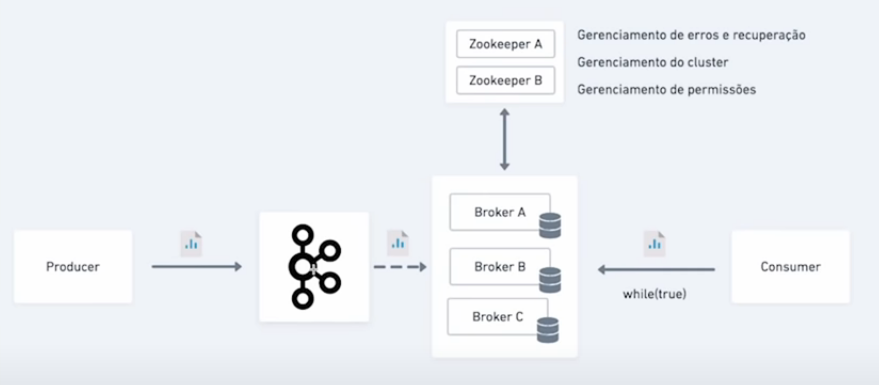 Zookeeper A
Zookeeper B
Gerenciamento de erros e recuperação
Gerenciamento do cluster
Gerenciamento de permissões
Producer
Broker A
Broker B
Broker C
Consumer
while(true)